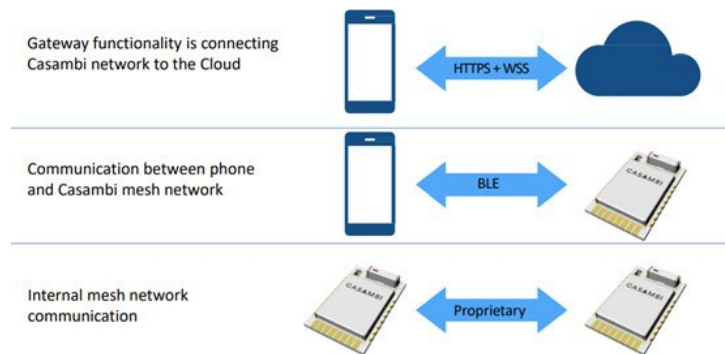 Gateway functionality is connecting
Casambi network to the Cloud
HTTPS + WSS
Communication between phone
and Casambi mesh network
BLE
CASAMBI
Internal mesh network
communication
CASAMBI
Proprietary
CASAMBI